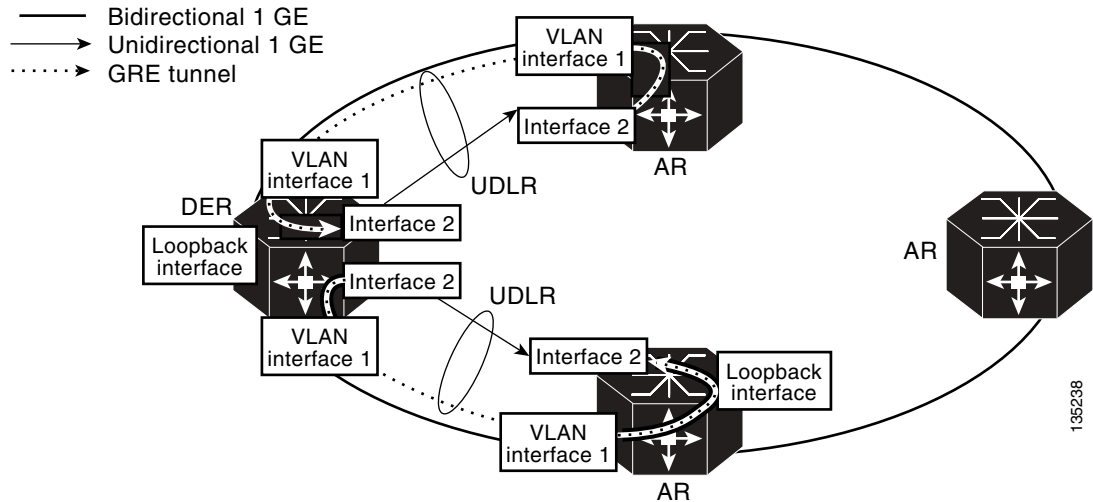 Bidirectional 1 GE
Unidirectional 1 GE
GRE tunnel
VLAN
interface 1
Interface 2
AR
UDLR
VLAN
interface 1
DER
Interface 2
Loopback
interface
AR
Interface 2
UDLR
VLAN
interface 1
Interface 2
Loopback
interface
VLAN
interface 1
AR
135238